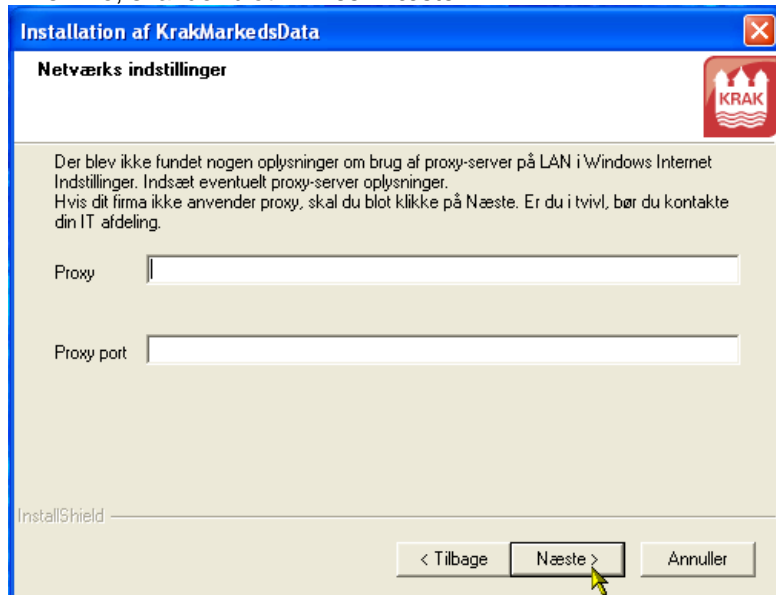 Installation af KrakMarkedsData
Netværks indstillinger
KRAK
Der blev ikke fundet nogen oplysninger om brug af proxy-server på LAN i Windows Internet
Indstillinger. Indsæt eventuelt proxy-server oplysninger.
Hvis dit firma ikke anvender proxy, skal du blot klikke på Næste. Er du i tvivl, bør du kontakte
din IT afdeling.
Proxy
Proxy port
InstallShield
< Tilbage
Næste >
Annuller